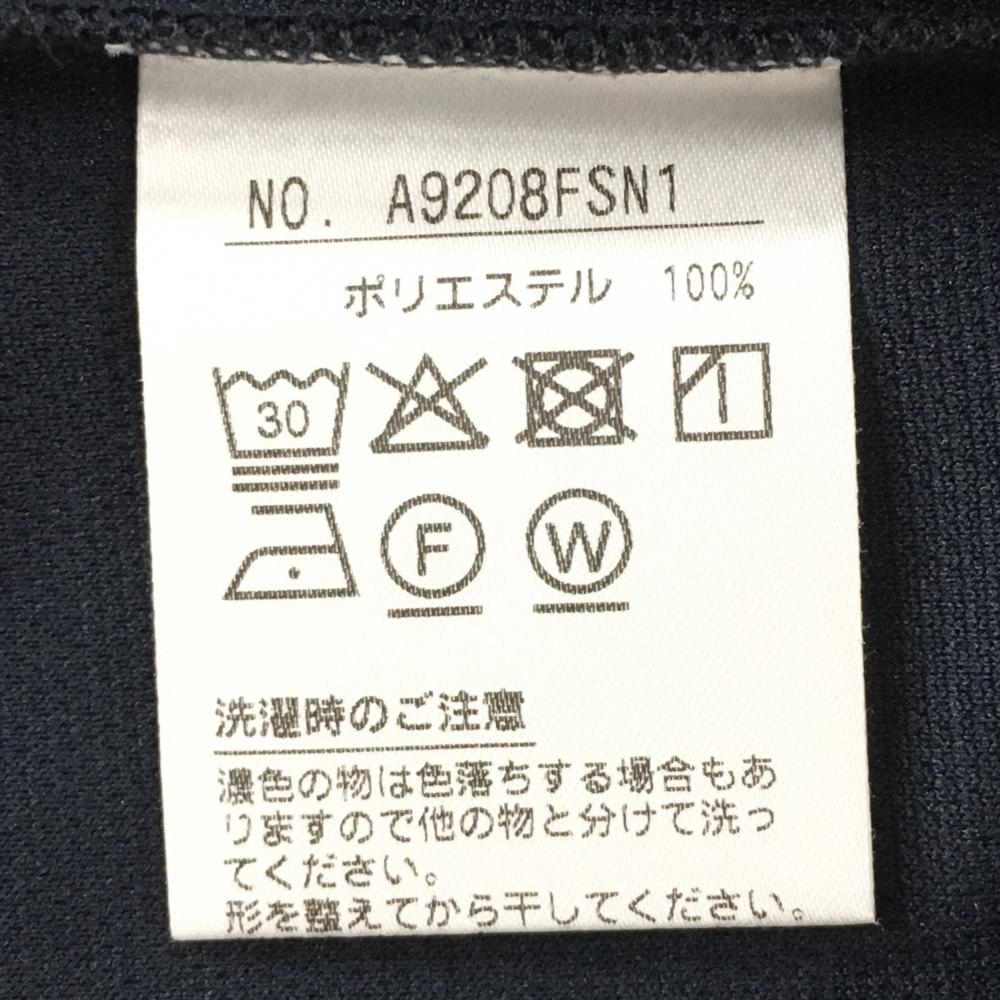 NO. A9208FSN1
ポリエステル 100%
30
F W
洗濯時のご注意
濃色の物は色落ちする場合もあ
りますので他の物と分けて洗っ
てください。
形を整えてから干してください。